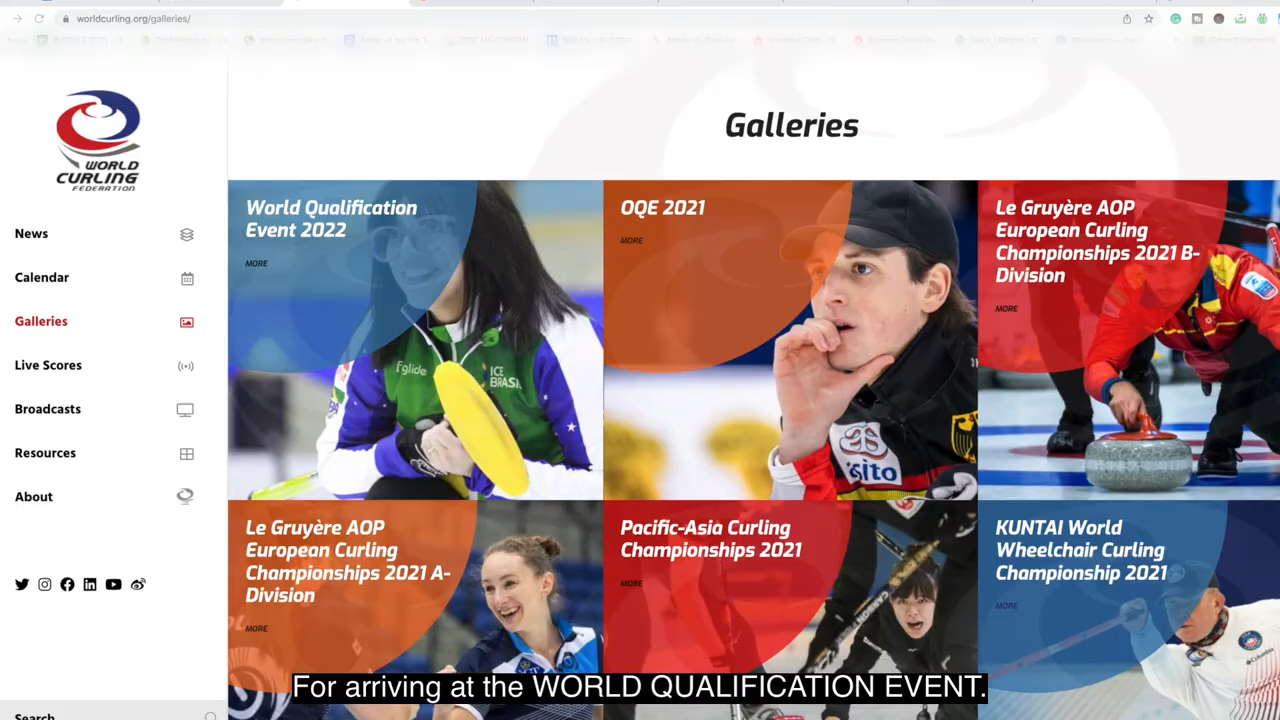 worldcurling.org/galleries/
WORLD
CURLING
FEDERATION
News
Calendar
Galleries
Live Scores
Broadcasts
Resources
About
Search
Galleries
World Qualification
Event 2022
MORE
fglide
ICE
BRASIL
OQE 2021
MORE
Le Gruyère AOP
European Curling
Championships 2021 B-
Division
MORE
Le Gruyère AOP
European Curling
Championships 2021 A-
Division
MORE
Pacific-Asia Curling
Championships 2021
MORE
KUNTAI World
Wheelchair Curling
Championship 2021
MORE
For arriving at the WORLD QUALIFICATION EVENT.